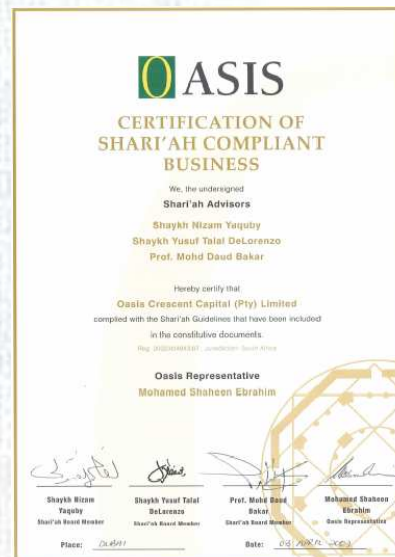 OASIS
CERTIFICATION OF
SHARI'AH COMPLIANT
BUSINESS
We, the undersigned
Shari'ah Advisors
Shaykh Nizam Yaquby
Shaykh Yusuf Talal DeLorenzo
Prof. Mohd Daud Bakar
Hereby certify that
Oasis Crescent Capital (Pty) Limited
complied with the Shari'ah Guidelines that have been included
in the constitutive documents.
South Africa
Oasis Representative
Mohamed Shaheen Ebrahim
Shaykh Nizam Yaquby
Shari'ah Board Member
Shaykh Yusuf Talal DeLorenzo
Shari'ah Board Member
Prof. Mohd Daud Bakar
Shari'ah Board Member
Mohamed Shaheen Ebrahim
Oasis Representative
Place: DUBAI
Date: 03 APRIL